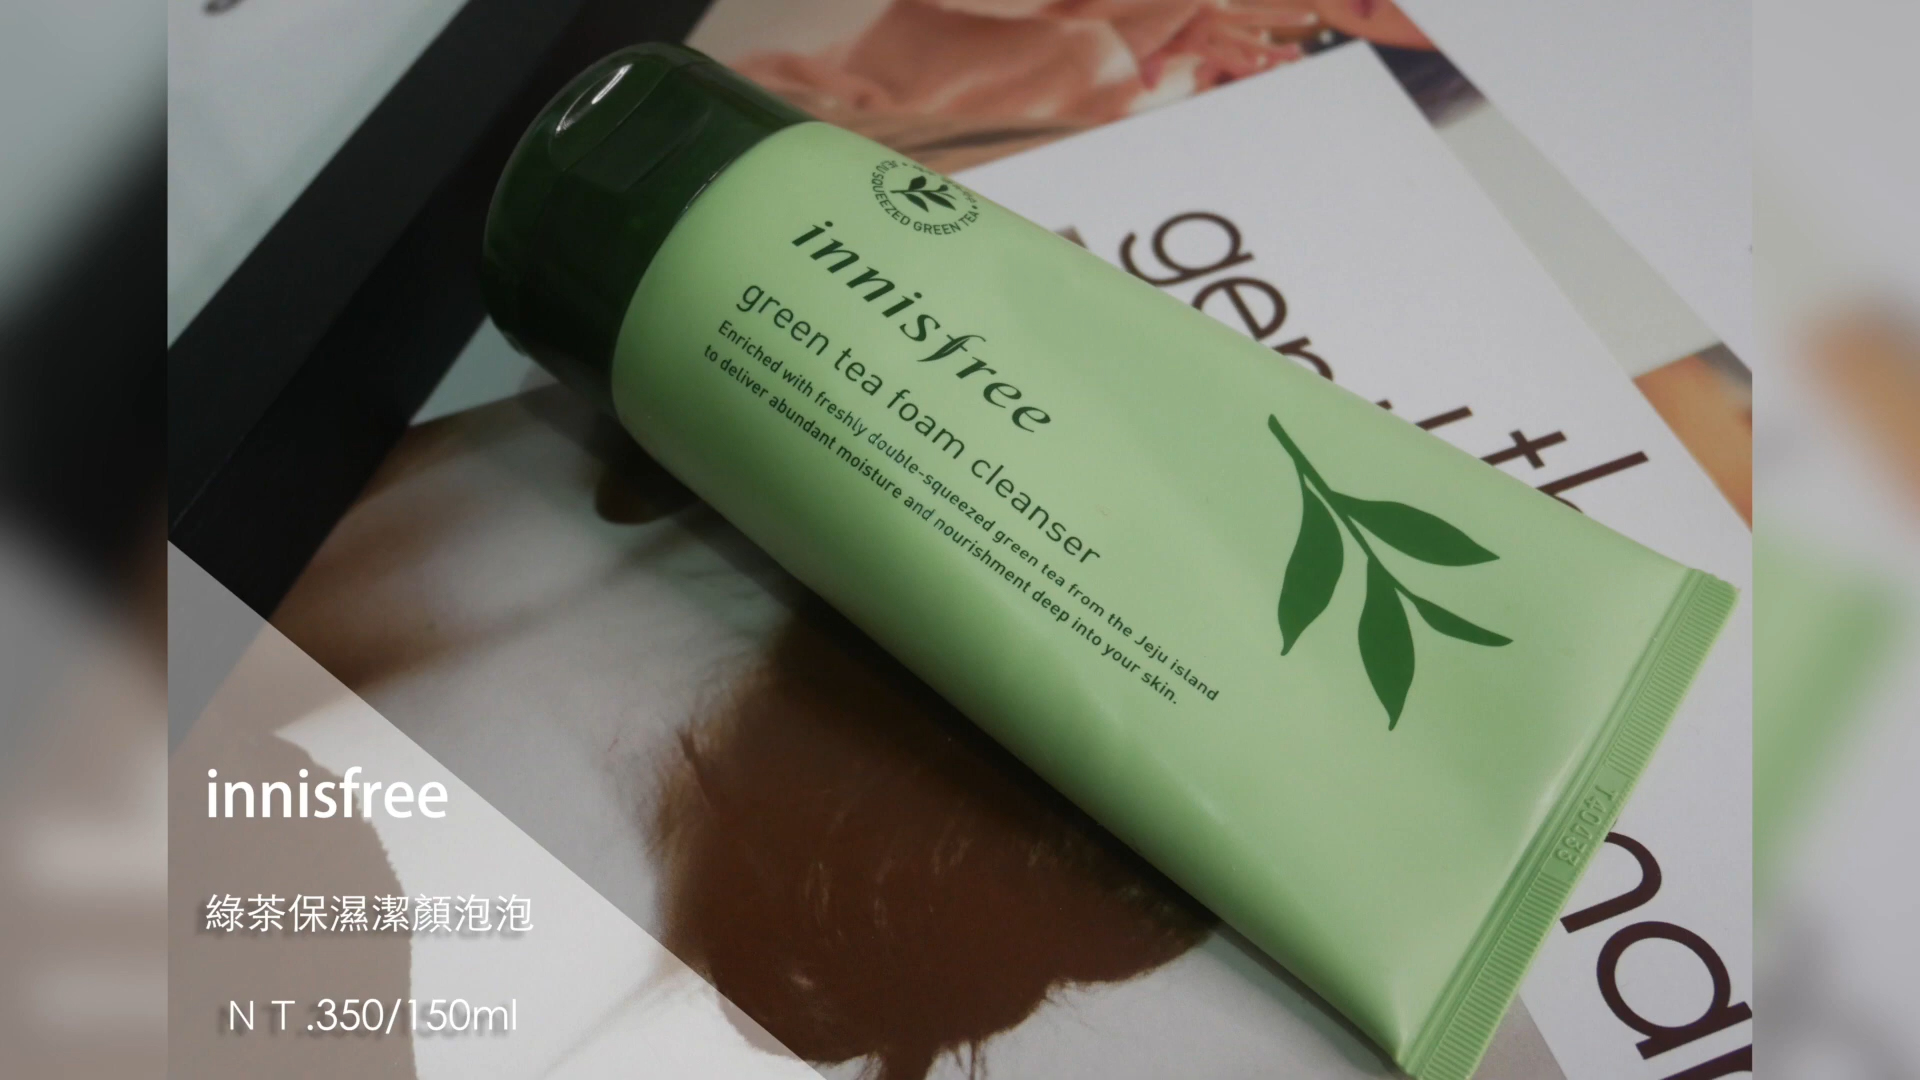 JEJU SQUEEZED GREEN TEA
innisfree
green tea foam cleanser
Enriched with freshly double-squeezed green tea from the Jeju island
to deliver abundant moisture and nourishment deep into your skin.
innisfree
綠茶保濕潔顏泡泡
NT.350/150ml